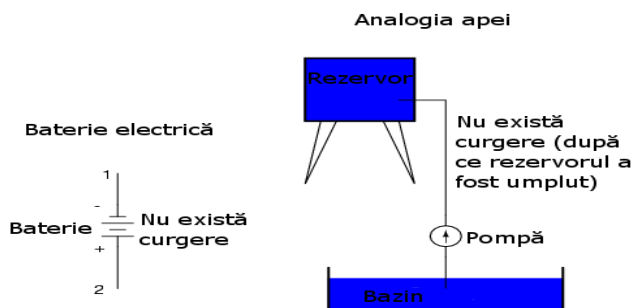 Analogia apei
Rezervor
Nu există
curgere (după
ce rezervorul a
fost umplut)
Pompă
Bazin
Baterie electrică
1
-
Baterie
Nu există
curgere
+
2